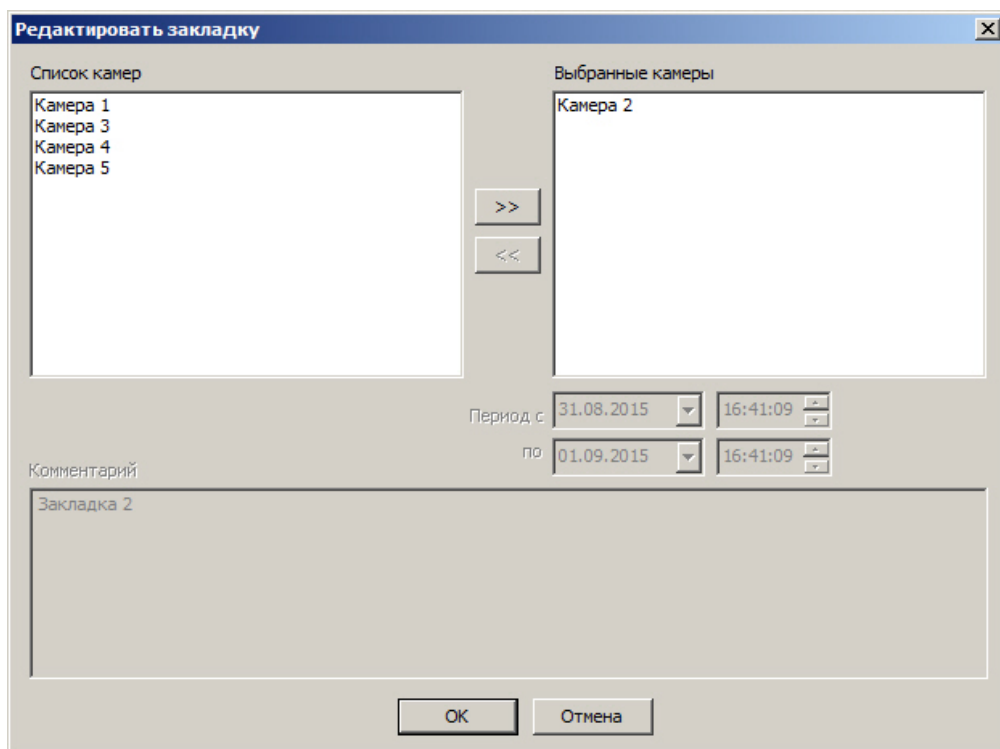 Редактировать закладку
Список камер
Выбранные камеры
Камера 1
Камера 3
Камера 4
Камера 5
Камера 2
>>
<<
Период с 31.08.2015 16:41:09
по 01.09.2015 16:41:09
Комментарий
Закладка 2
OK
Отмена